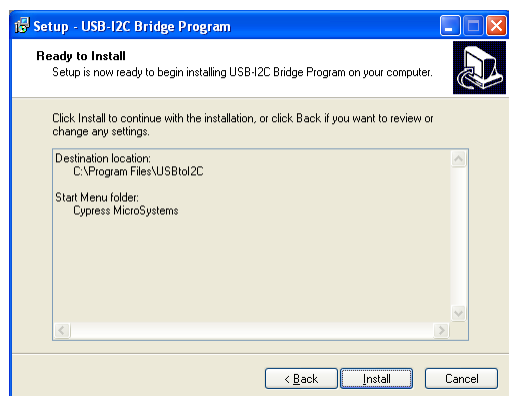 Setup - USB-I2C Bridge Program
Ready to Install
Setup is now ready to begin installing USB-I2C Bridge Program on your computer.
Click Install to continue with the installation, or click Back if you want to review or
change any settings.
Destination location:
C:\Program Files\USBtoI2C
Start Menu folder:
Cypress MicroSystems
< Back
Install
Cancel